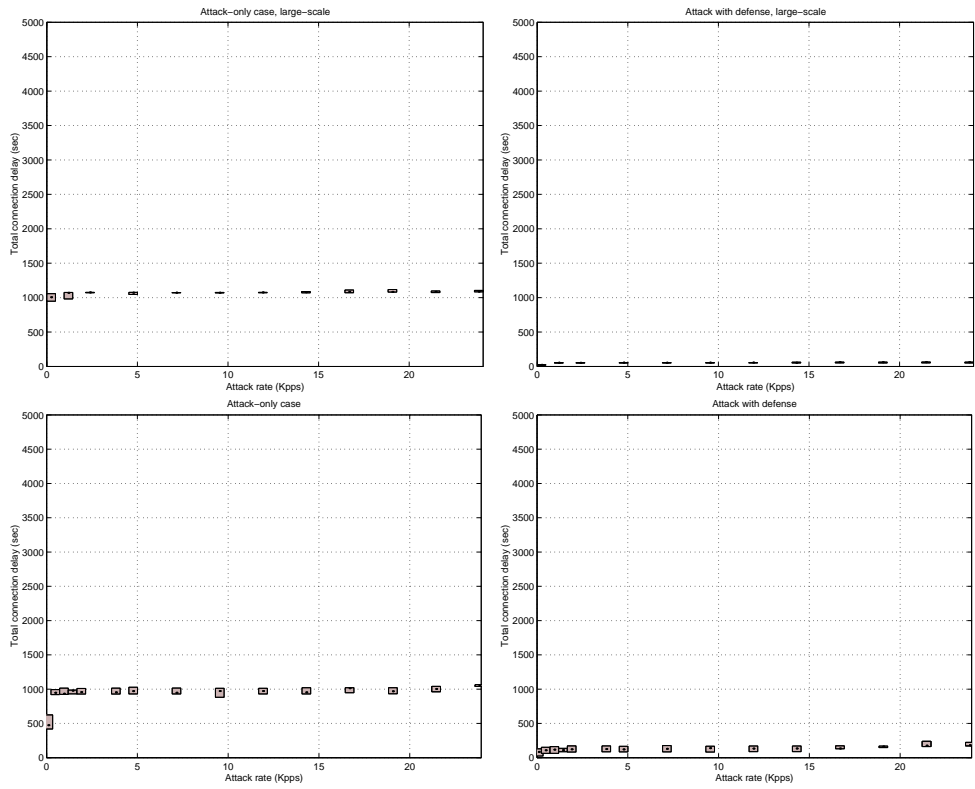 Attack−only case, large−scale
Total connection delay (sec)
5000
4500
4000
3500
3000
2500
2000
1500
1000
500
0
0 5 10 15 20
Attack rate (Kpps)
Attack with defense, large−scale
Total connection delay (sec)
5000
4500
4000
3500
3000
2500
2000
1500
1000
500
0
0 5 10 15 20
Attack rate (Kpps)
Attack−only case
Total connection delay (sec)
5000
4500
4000
3500
3000
2500
2000
1500
1000
500
0
0 5 10 15 20
Attack rate (Kpps)
Attack with defense
Total connection delay (sec)
5000
4500
4000
3500
3000
2500
2000
1500
1000
500
0
0 5 10 15 20
Attack rate (Kpps)